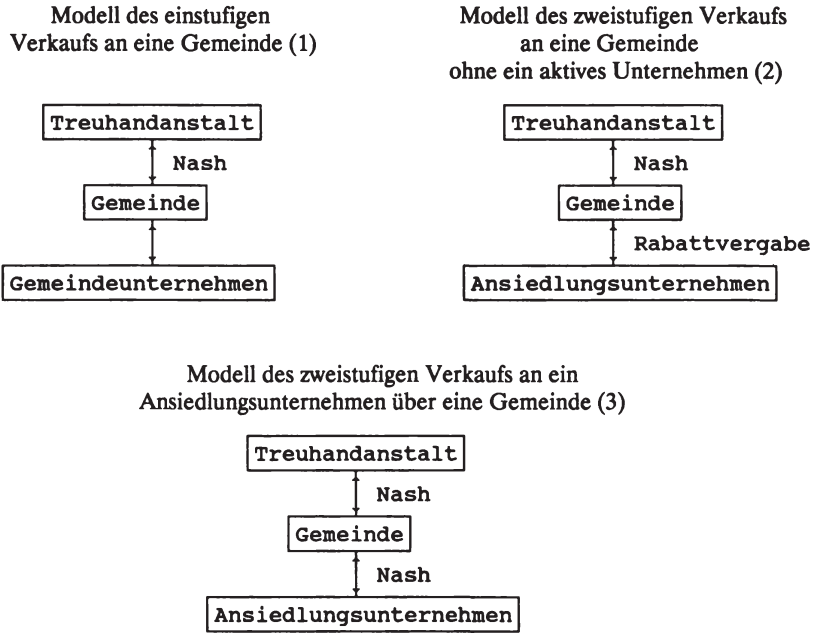 Modell des einstufigen
Verkaufs an eine Gemeinde (1)
Treuhandanstalt
Nash
Gemeinde
Gemeindeunternehmen
Modell des zweistufigen Verkaufs
an eine Gemeinde
ohne ein aktives Unternehmen (2)
Treuhandanstalt
Nash
Gemeinde
Rabattvergabe
Ansiedlungsunternehmen
Modell des zweistufigen Verkaufs an ein
Ansiedlungsunternehmen über eine Gemeinde (3)
Treuhandanstalt
Nash
Gemeinde
Nash
Ansiedlungsunternehmen